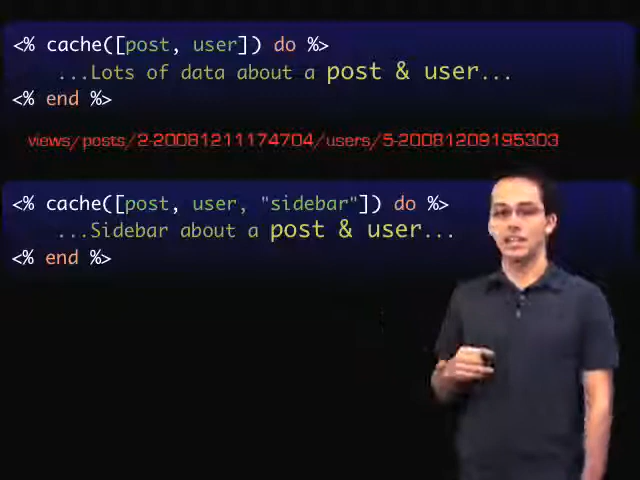 <% cache([post, user]) do %>
...Lots of data about a post & user...
<% end %>
views/posts/2-20081211174704/users/5-20081209195303
<% cache([post, user, "sidebar"]) do %>
...Sidebar about a post & user...
<% end %>